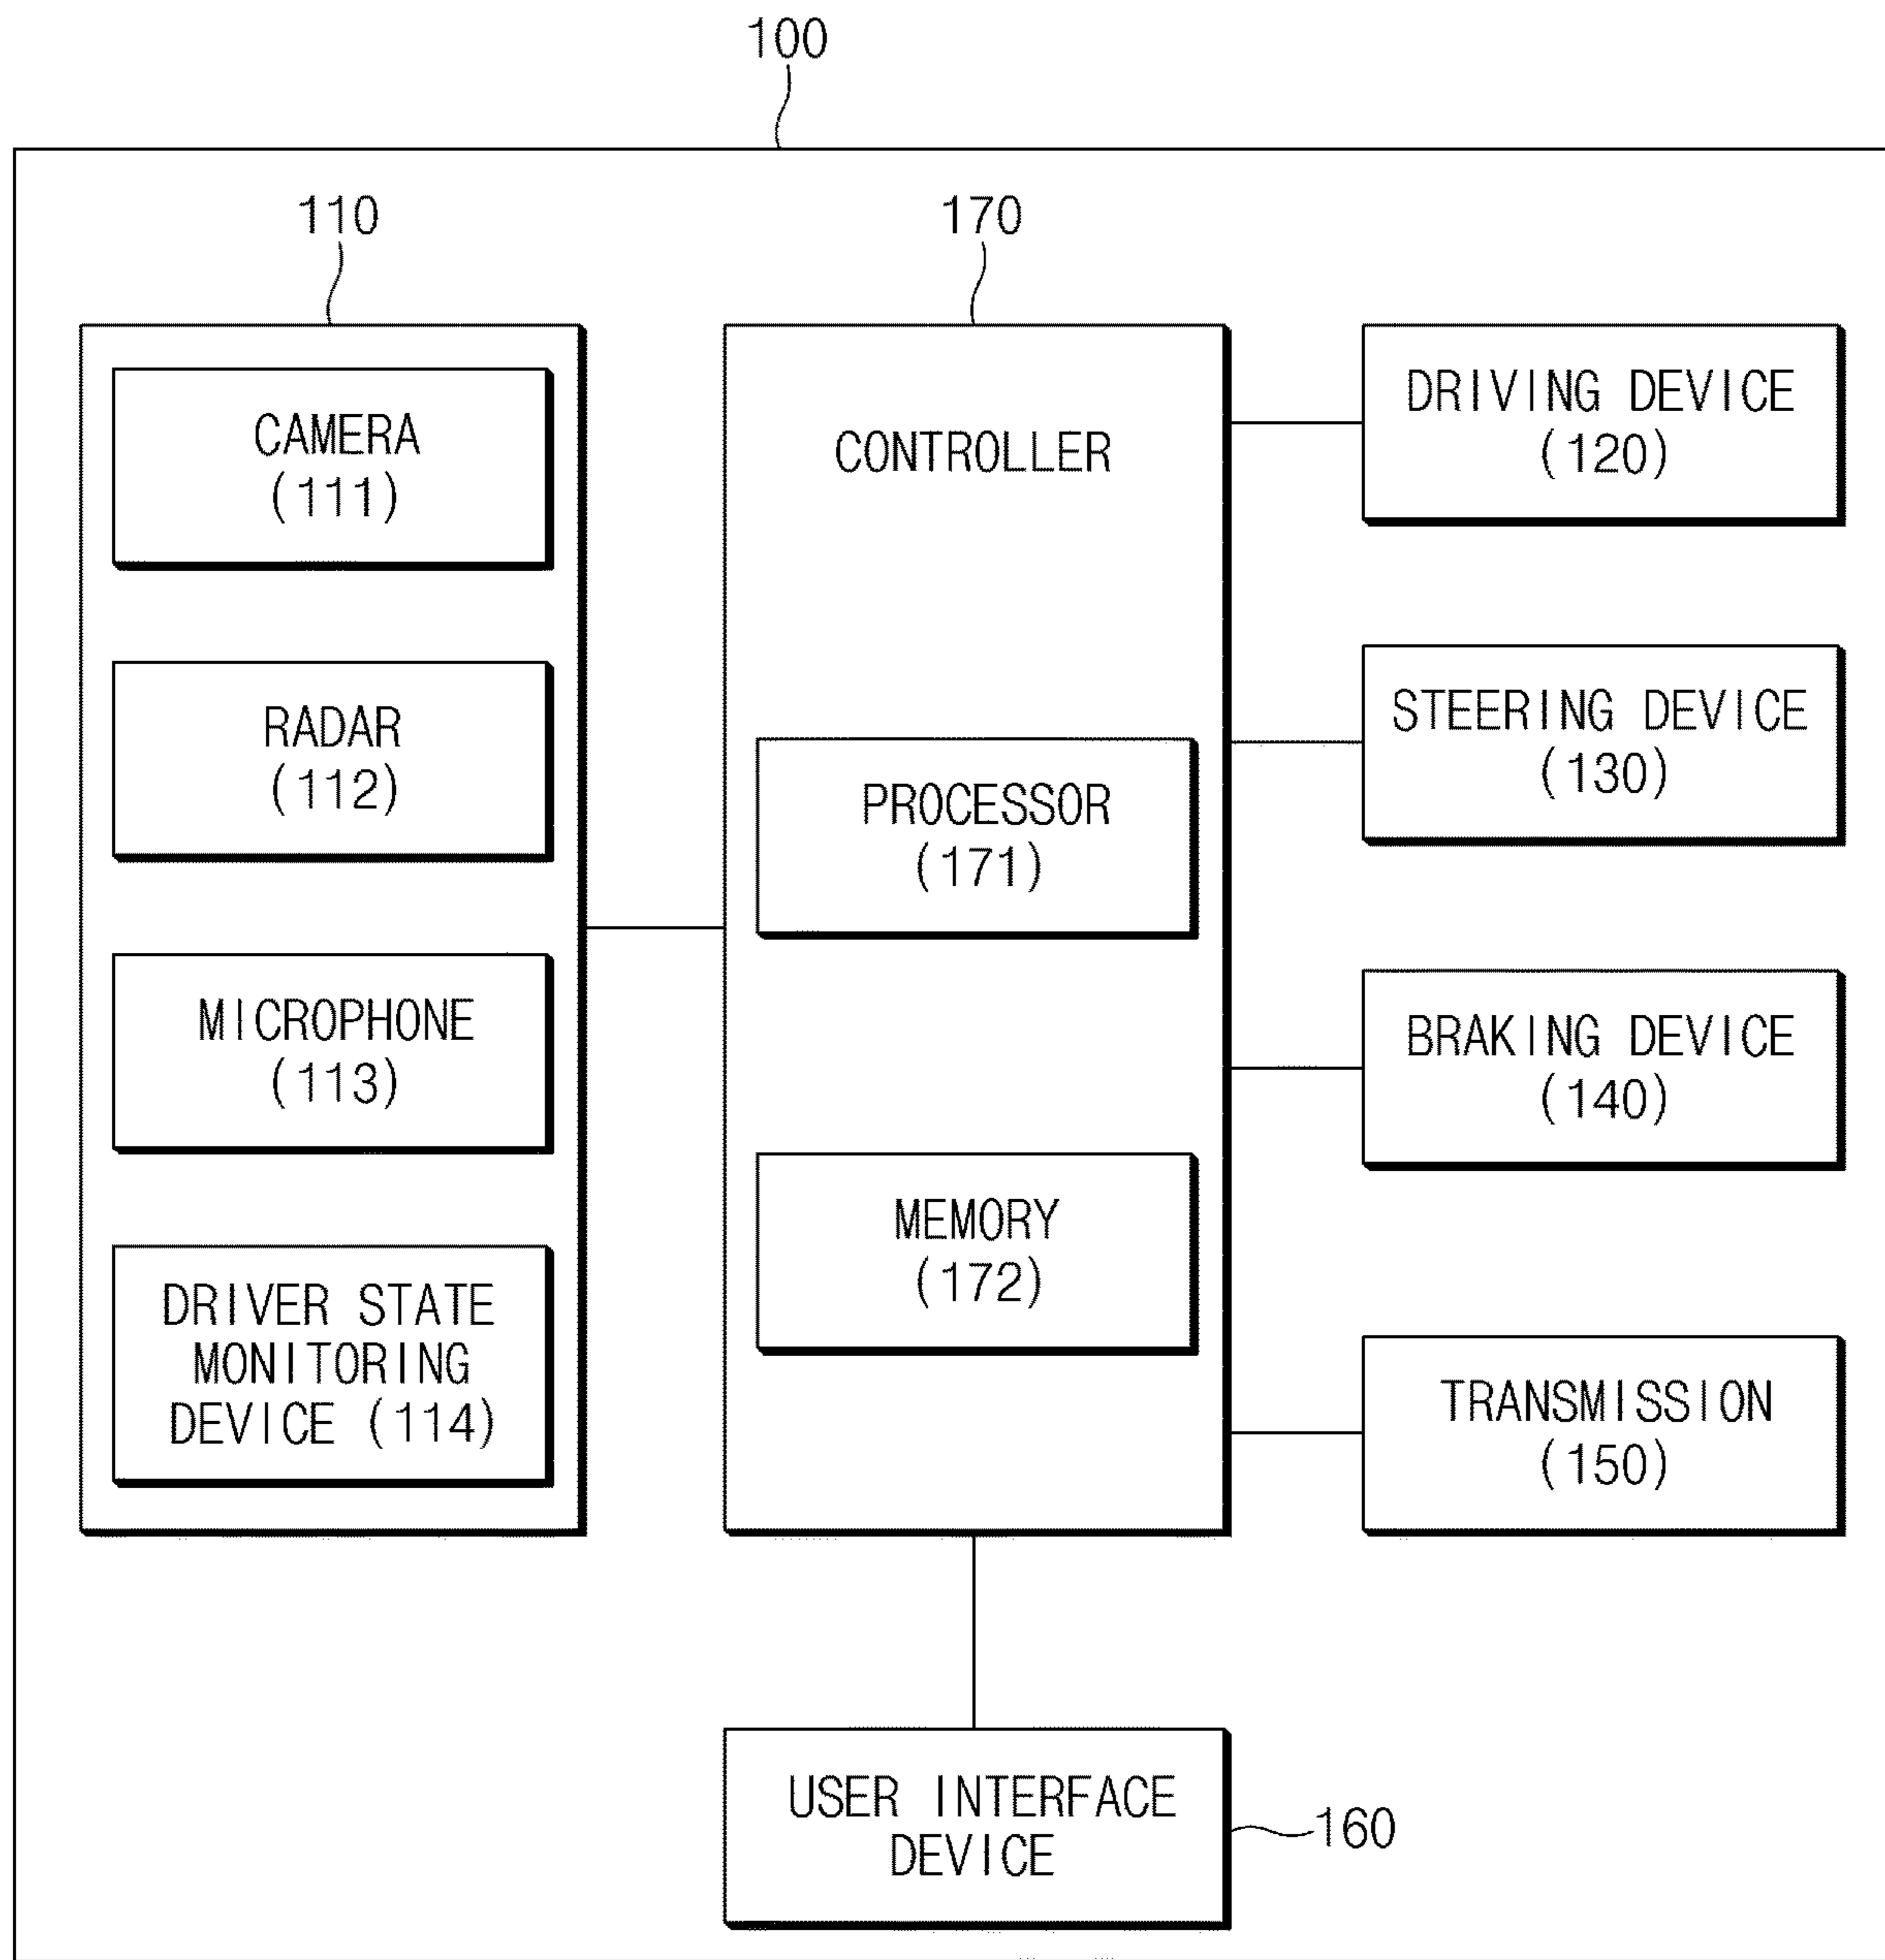 100
110
170
CAMERA
(111)
RADAR
(112)
MICROPHONE
(113)
DRIVER STATE
MONITORING
DEVICE (114)
CONTROLLER
PROCESSOR
(171)
MEMORY
(172)
DRIVING DEVICE
(120)
STEERING DEVICE
(130)
BRAKING DEVICE
(140)
TRANSMISSION
(150)
USER INTERFACE
DEVICE
160